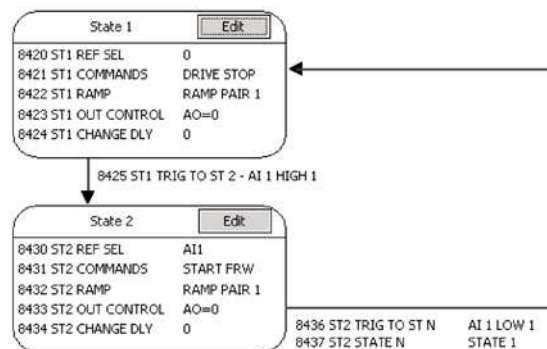 State 1 Edit
8420 ST1 REF SEL 0
8421 ST1 COMMANDS DRIVE STOP
8422 ST1 RAMP RAMP PAIR 1
8423 ST1 OUT CONTROL AO=0
8424 ST1 CHANGE DLY 0
8425 ST1 TRIG TO ST 2 - AI 1 HIGH 1
State 2 Edit
8430 ST2 REF SEL AI1
8431 ST2 COMMANDS START FRW
8432 ST2 RAMP RAMP PAIR 1
8433 ST2 OUT CONTROL AO=0
8434 ST2 CHANGE DLY 0
8436 ST2 TRIG TO ST N AI 1 LOW 1
8437 ST2 STATE N STATE 1